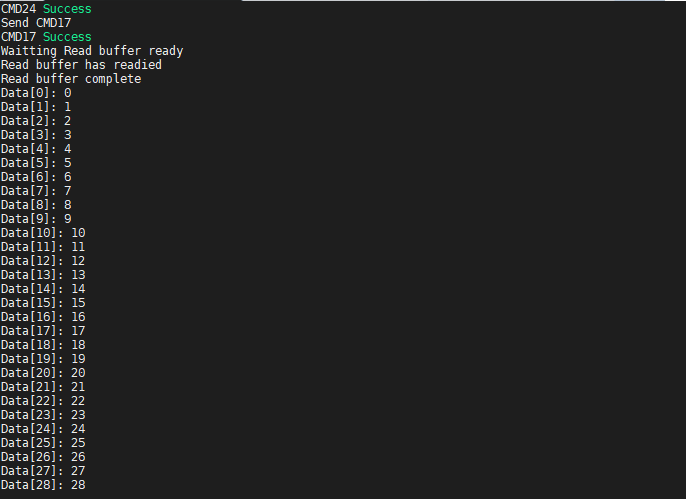 CMD24 Success
Send CMD17
CMD17 Success
Waitting Read buffer ready
Read buffer has readied
Read buffer complete
Data[0]: 0
Data[1]: 1
Data[2]: 2
Data[3]: 3
Data[4]: 4
Data[5]: 5
Data[6]: 6
Data[7]: 7
Data[8]: 8
Data[9]: 9
Data[10]: 10
Data[11]: 11
Data[12]: 12
Data[13]: 13
Data[14]: 14
Data[15]: 15
Data[16]: 16
Data[17]: 17
Data[18]: 18
Data[19]: 19
Data[20]: 20
Data[21]: 21
Data[22]: 22
Data[23]: 23
Data[24]: 24
Data[25]: 25
Data[26]: 26
Data[27]: 27
Data[28]: 28